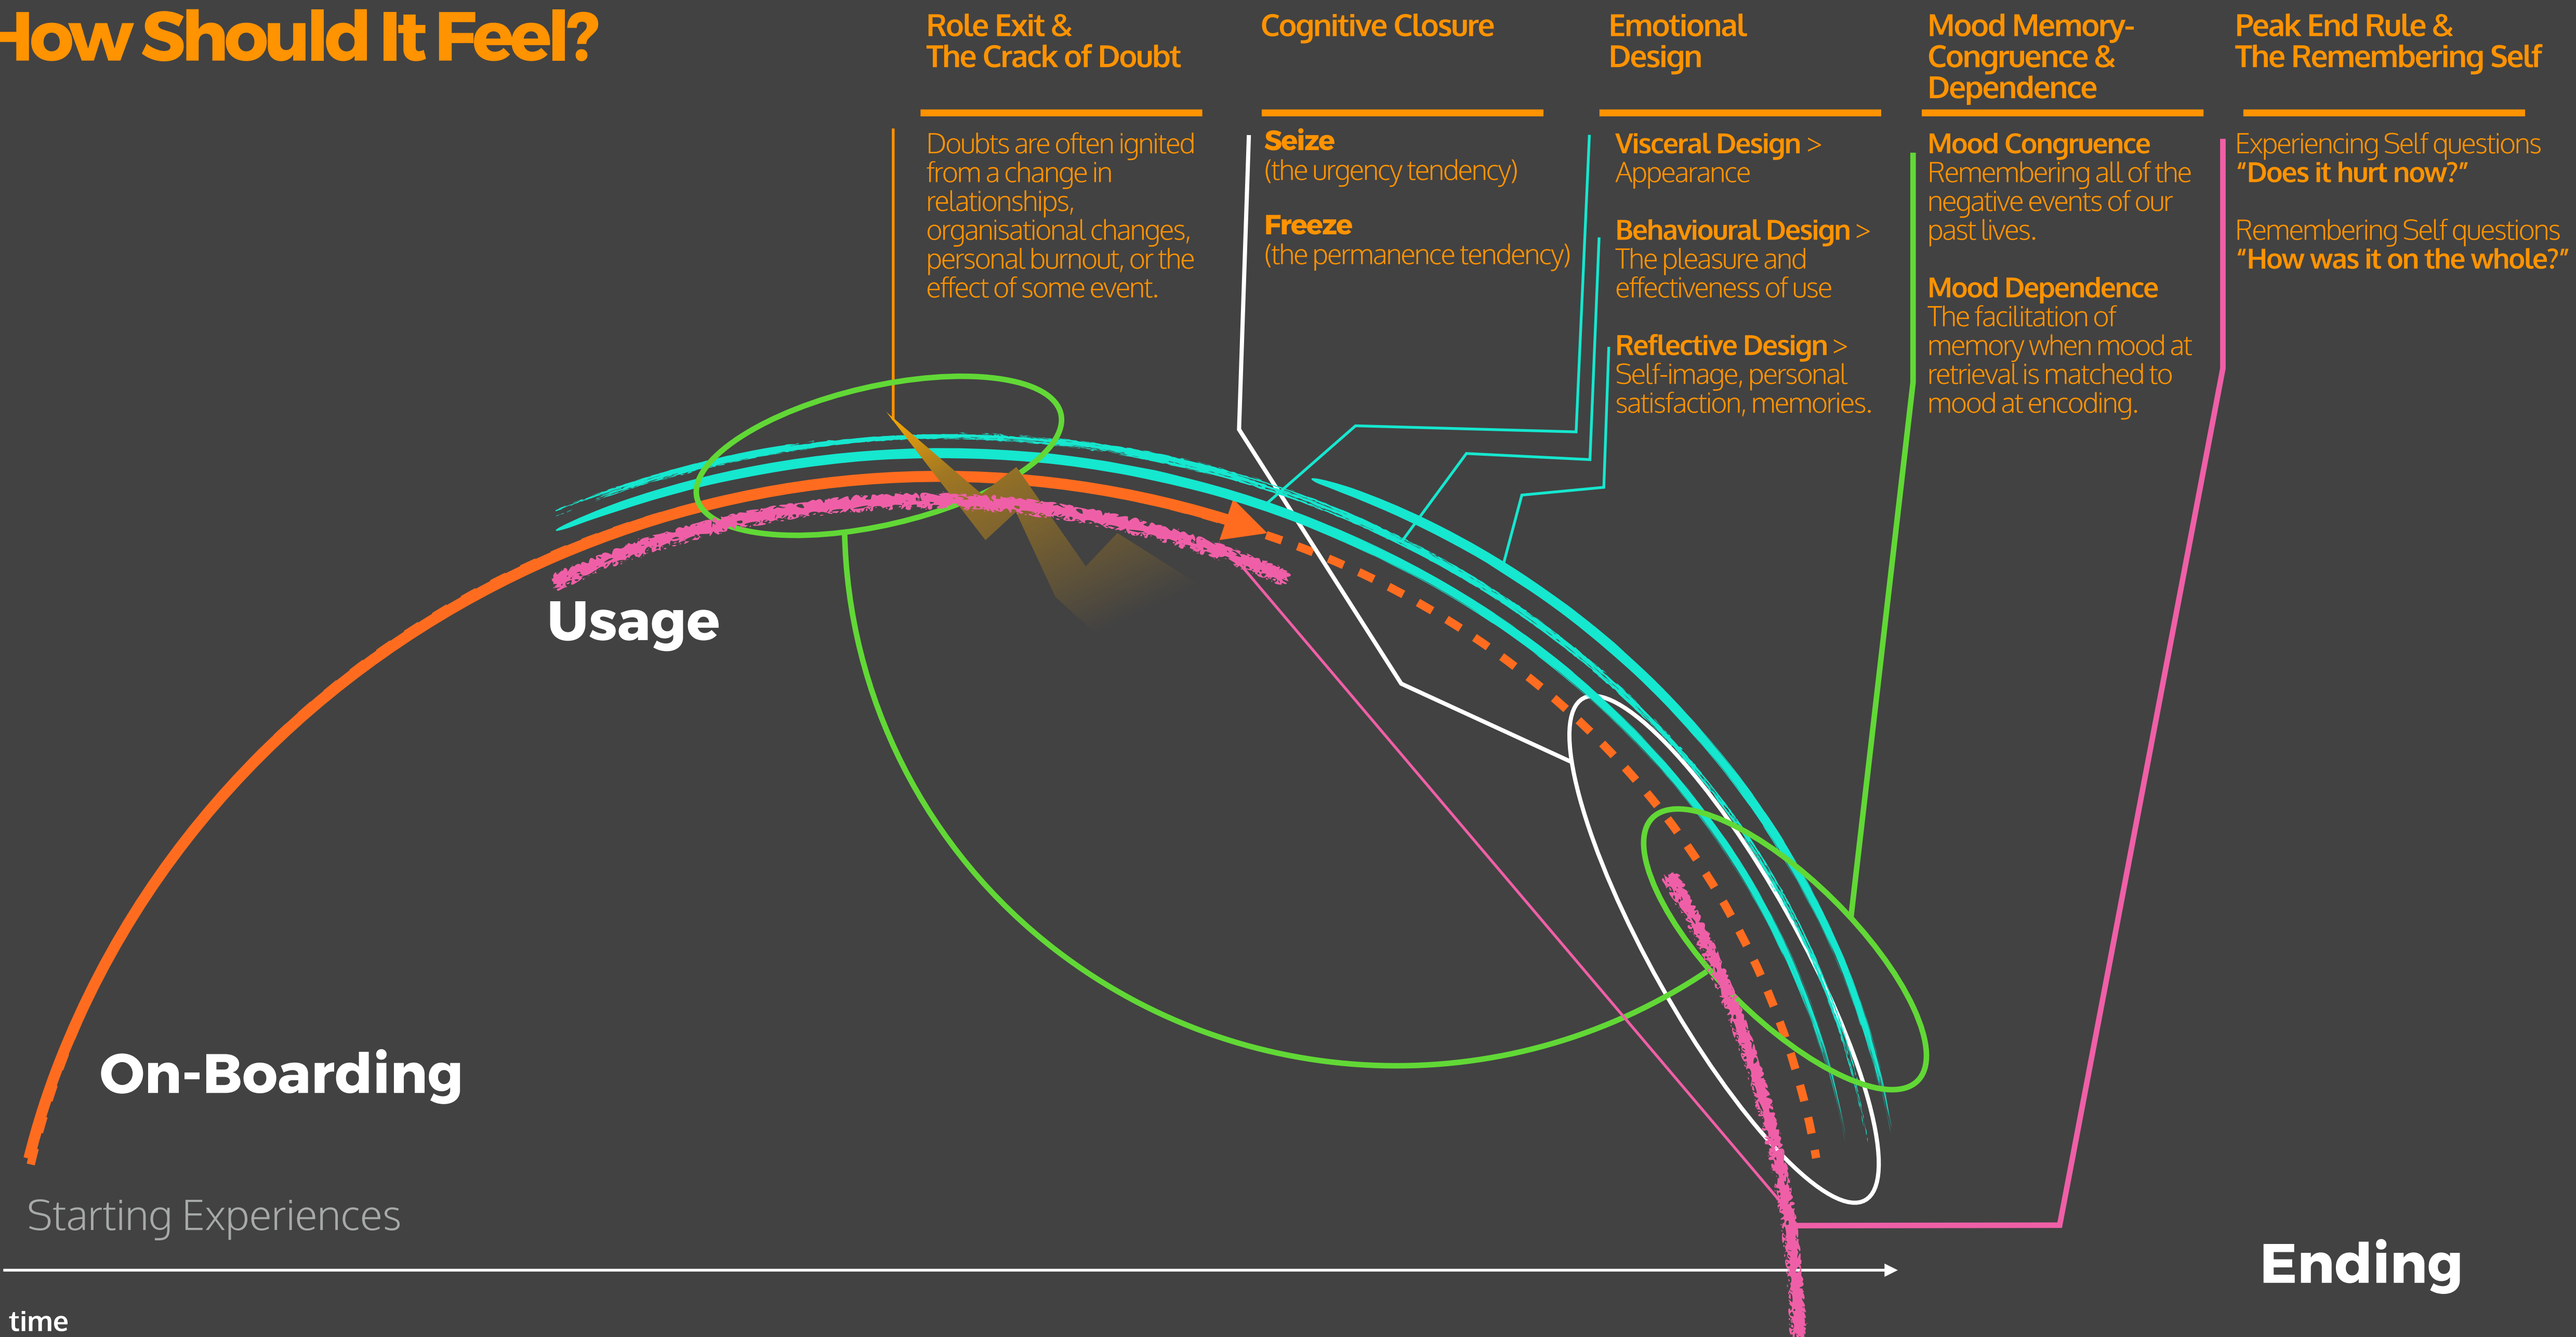 How Should It Feel?
Role Exit &
The Crack of Doubt
Doubts are often ignited
from a change in
relationships,
organisational changes,
personal burnout, or the
effect of some event.
Cognitive Closure
Seize
(the urgency tendency)
Freeze
(the permanence tendency)
Emotional
Design
Visceral Design >
Appearance
Behavioural Design >
The pleasure and
effectiveness of use
Reflective Design >
Self-image, personal
satisfaction, memories.
Mood Memory-
Congruence &
Dependence
Mood Congruence
Remembering all of the
negative events of our
past lives.
Mood Dependence
The facilitation of
memory when mood at
retrieval is matched to
mood at encoding.
Peak End Rule &
The Remembering Self
Experiencing Self questions
“Does it hurt now?”
Remembering Self questions
“How was it on the whole?”
Usage
On-Boarding
Starting Experiences
Ending
time